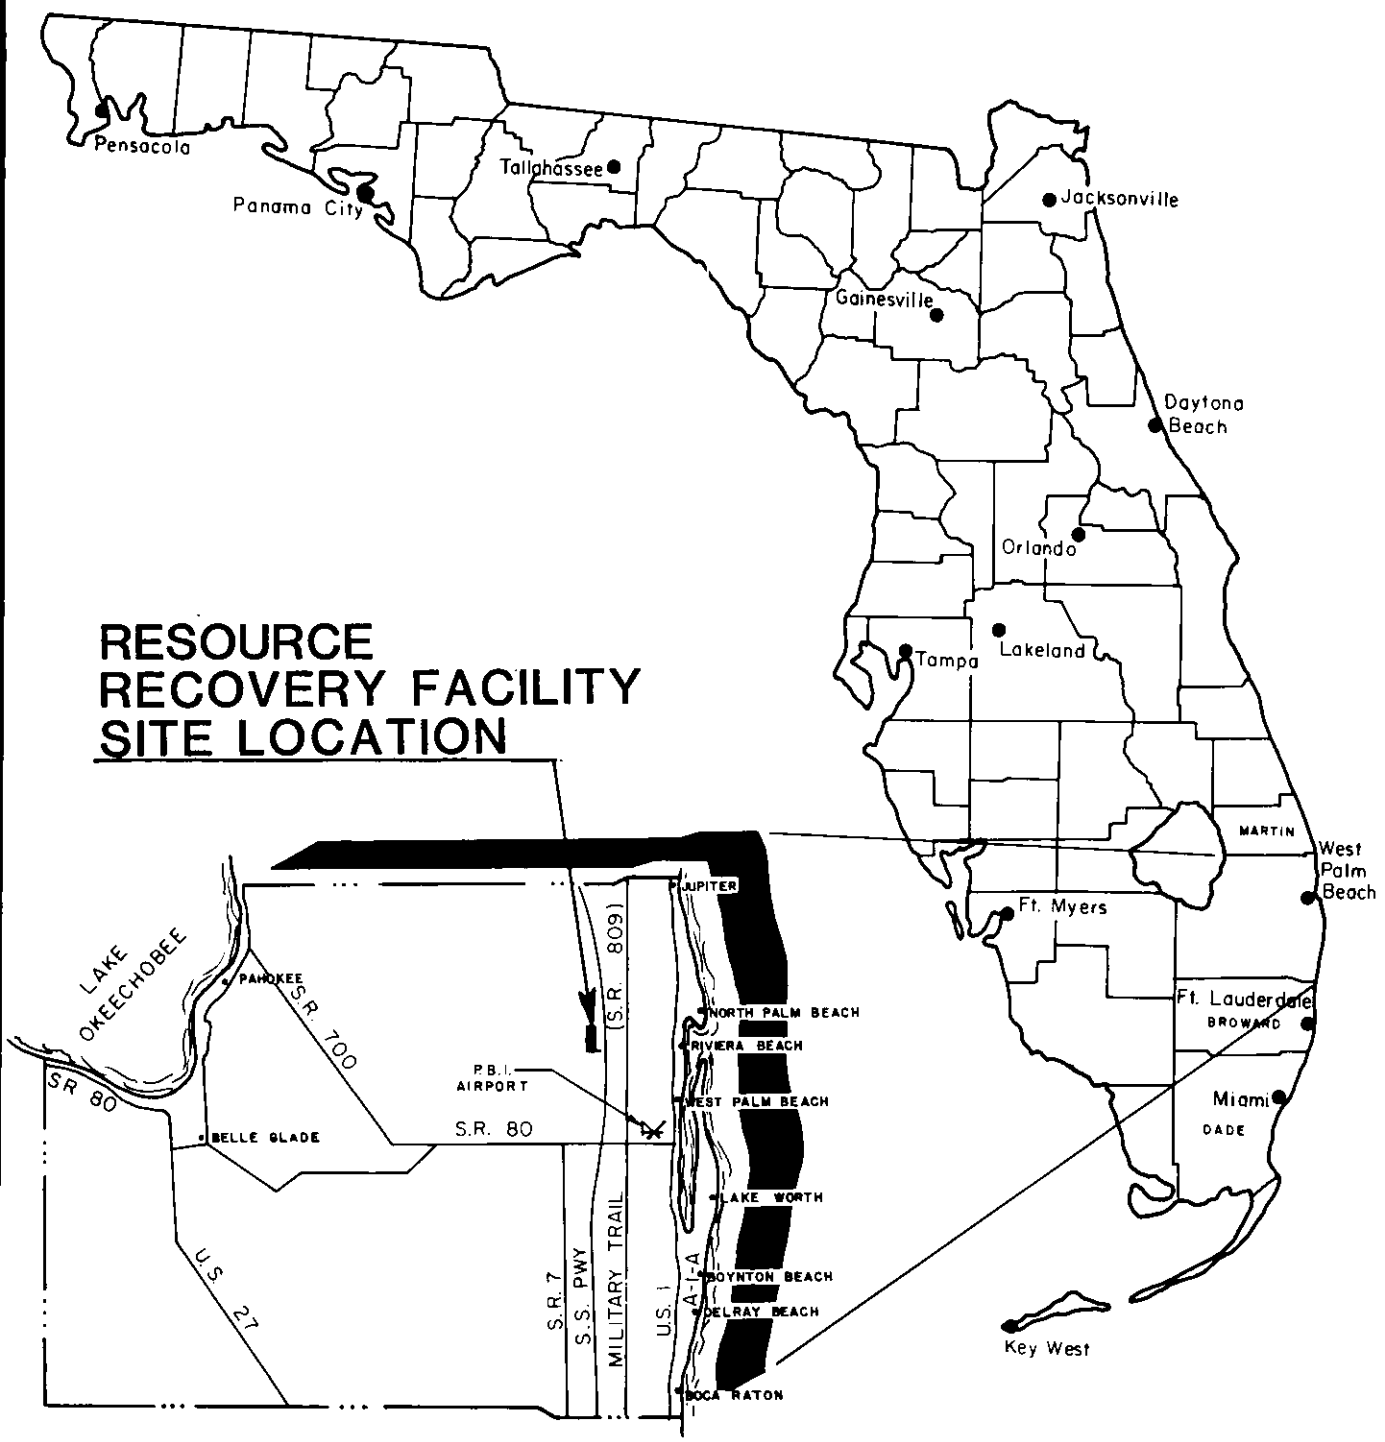 Pensacola
Panama City
Tallahassee
Jacksonville
Gainesville
Daytona
Beach
Orlando
Tampa
Lakeland
RESOURCE
RECOVERY FACILITY
SITE LOCATION
MARTIN
West
Palm
Beach
Ft. Myers
Ft. Lauderdale
BROWARD
Miami
DADE
Key West
JUPITER
LAKE
OKEECHOBEE
PAHOKEE
S.R. 700
(S.R. 809)
NORTH PALM BEACH
RIVIERA BEACH
P.B.I.
AIRPORT
SR 80
WEST PALM BEACH
S.R. 80
BELLE GLADE
LAKE WORTH
U.S. 27
S.R. 7
S.S. PWY
MILITARY TRAIL
U.S. 1
A-1-A
BOYNTON BEACH
DELRAY BEACH
BOCA RATON